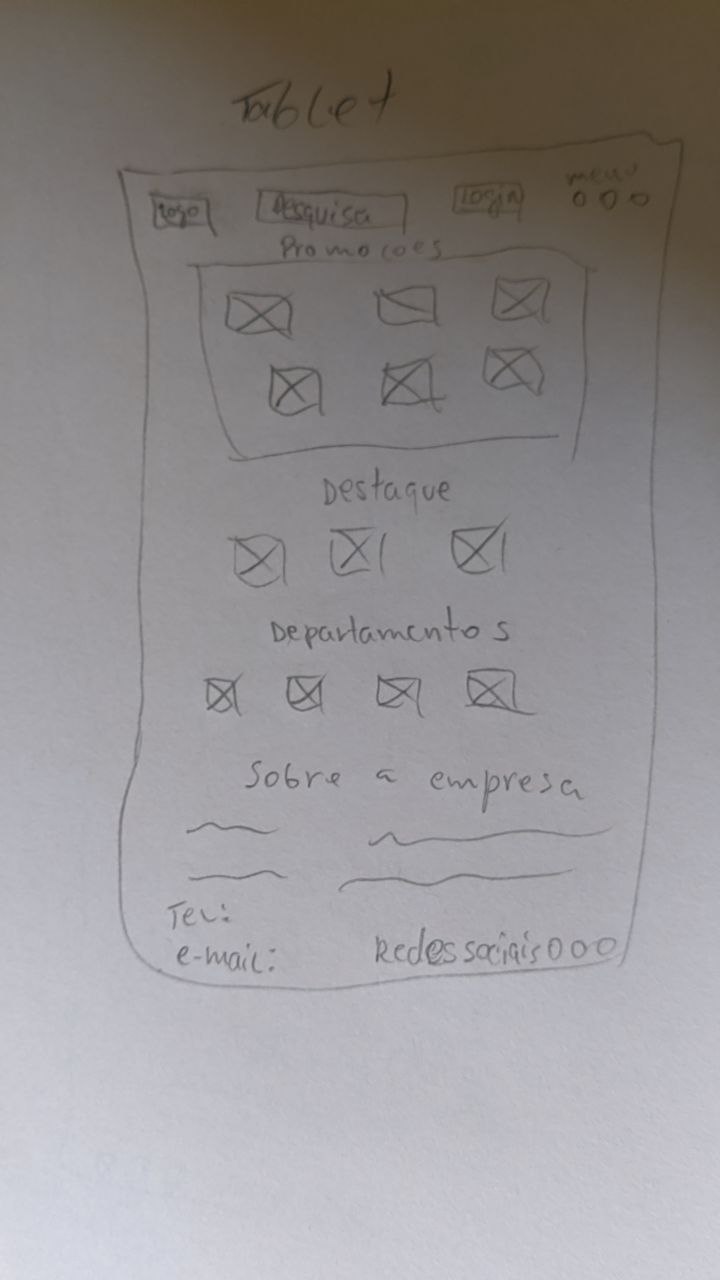 Tablet
Logo Pesquisa Login menu
Promocoes
Destaque
Departamentos
Sobre a empresa
Tel:
e-mail: Redes sociais